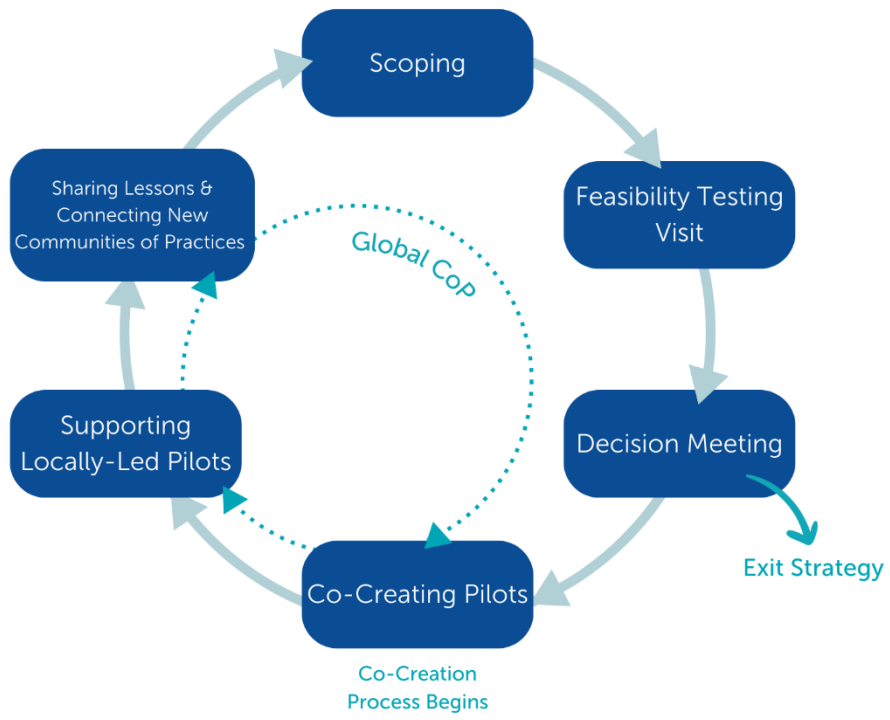 Scoping
Feasibility Testing
Visit
Decision Meeting
Exit Strategy
Co-Creating Pilots
Co-Creation
Process Begins
Supporting
Locally-Led Pilots
Sharing Lessons &
Connecting New
Communities of Practices
Global CoP